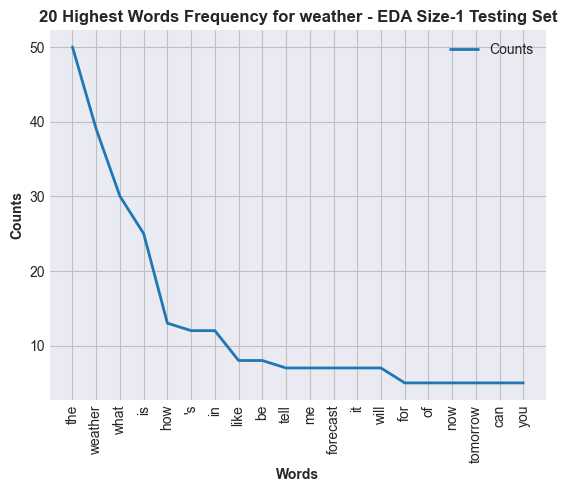 20 Highest Words Frequency for weather - EDA Size-1 Testing Set
Counts
50
40
30
20
10
Counts
the
weather
what
is
how
's
in
like
be
tell
me
forecast
it
will
for
of
now
tomorrow
can
you
Words